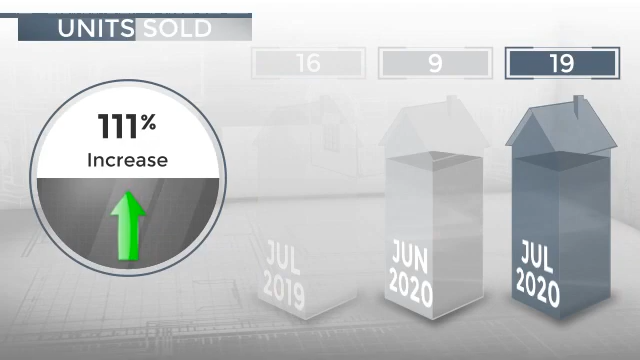 UNITS SOLD
16
9
19
111%
Increase
JUL
2019
JUN
2020
JUL
2020